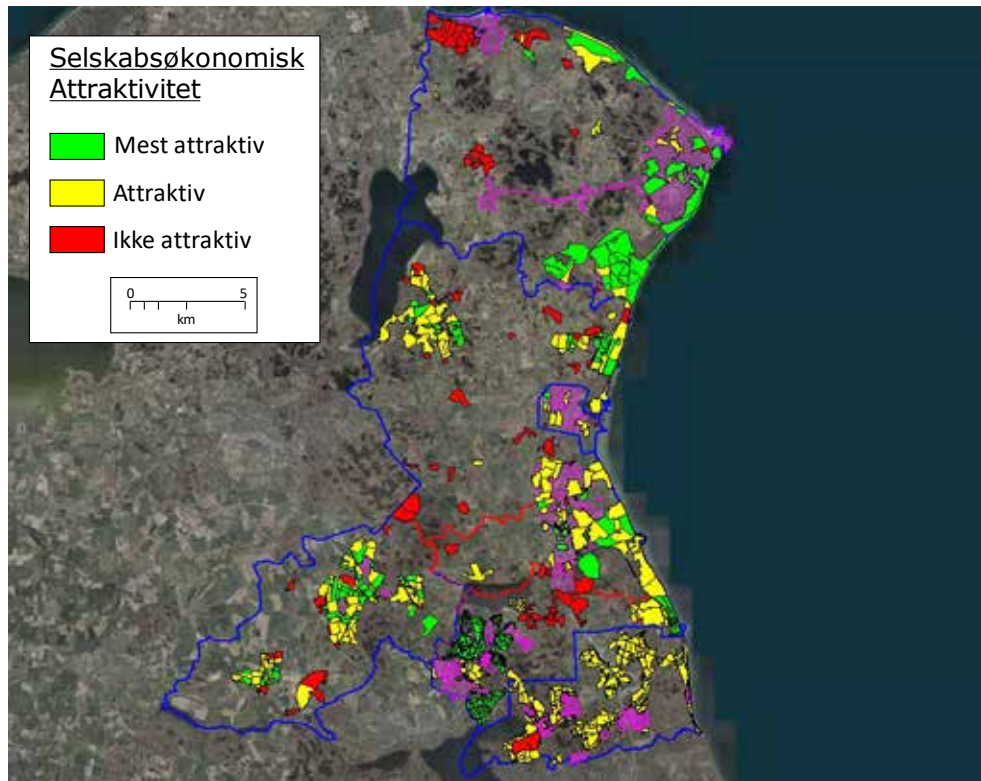 Selskabsøkonomisk
Attraktivitet
Mest attraktiv
Attraktiv
Ikke attraktiv
0 5
km